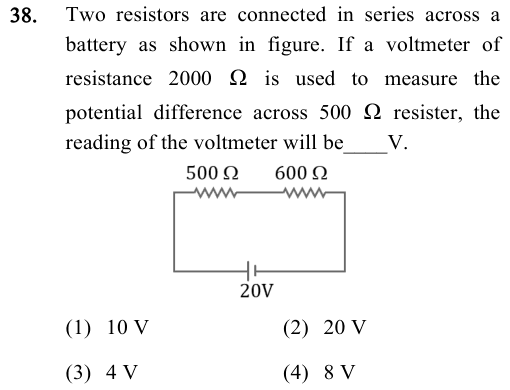 38. Two resistors are connected in series across a
battery as shown in figure. If a voltmeter of
resistance 2000 Ω is used to measure the
potential difference across 500 Ω resister, the
reading of the voltmeter will be____V.
500 Ω 600 Ω
20V
(1) 10 V (2) 20 V
(3) 4 V (4) 8 V